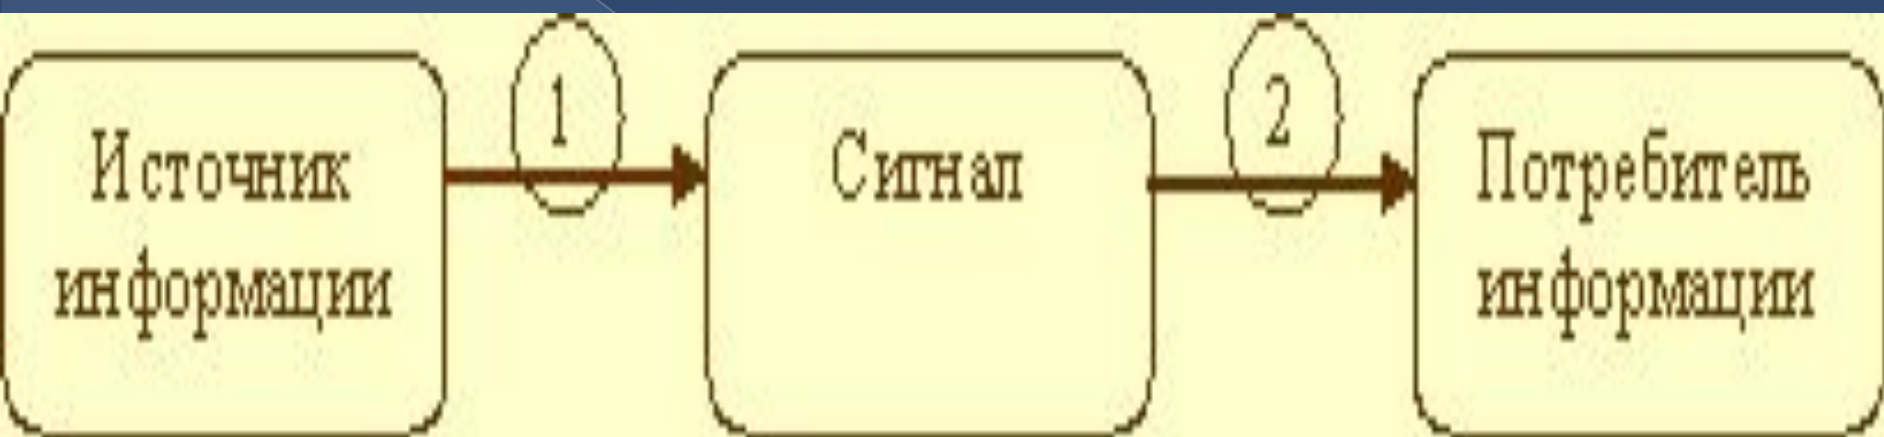 Источник
информации
1
Сигнал
2
Потребитель
информации